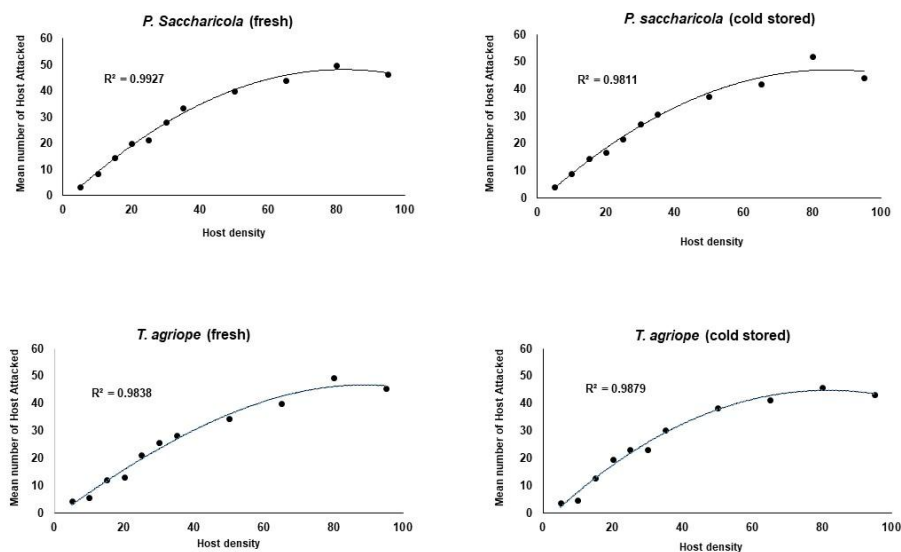 P. Saccharicola (fresh)
R² = 0.9927
Mean number of Host Attacked
60
50
40
30
20
10
0
0 20 40 60 80 100
Host density
P. saccharicola (cold stored)
R² = 0.9811
Mean number of Host Attacked
60
50
40
30
20
10
0
0 20 40 60 80 100
Host density
T. agriope (fresh)
R² = 0.9838
Mean number of Host Attacked
60
50
40
30
20
10
0
0 20 40 60 80 100
Host density
T. agriope (cold stored)
R² = 0.9879
Mean number of Host Attacked
60
50
40
30
20
10
0
0 20 40 60 80 100
Host density